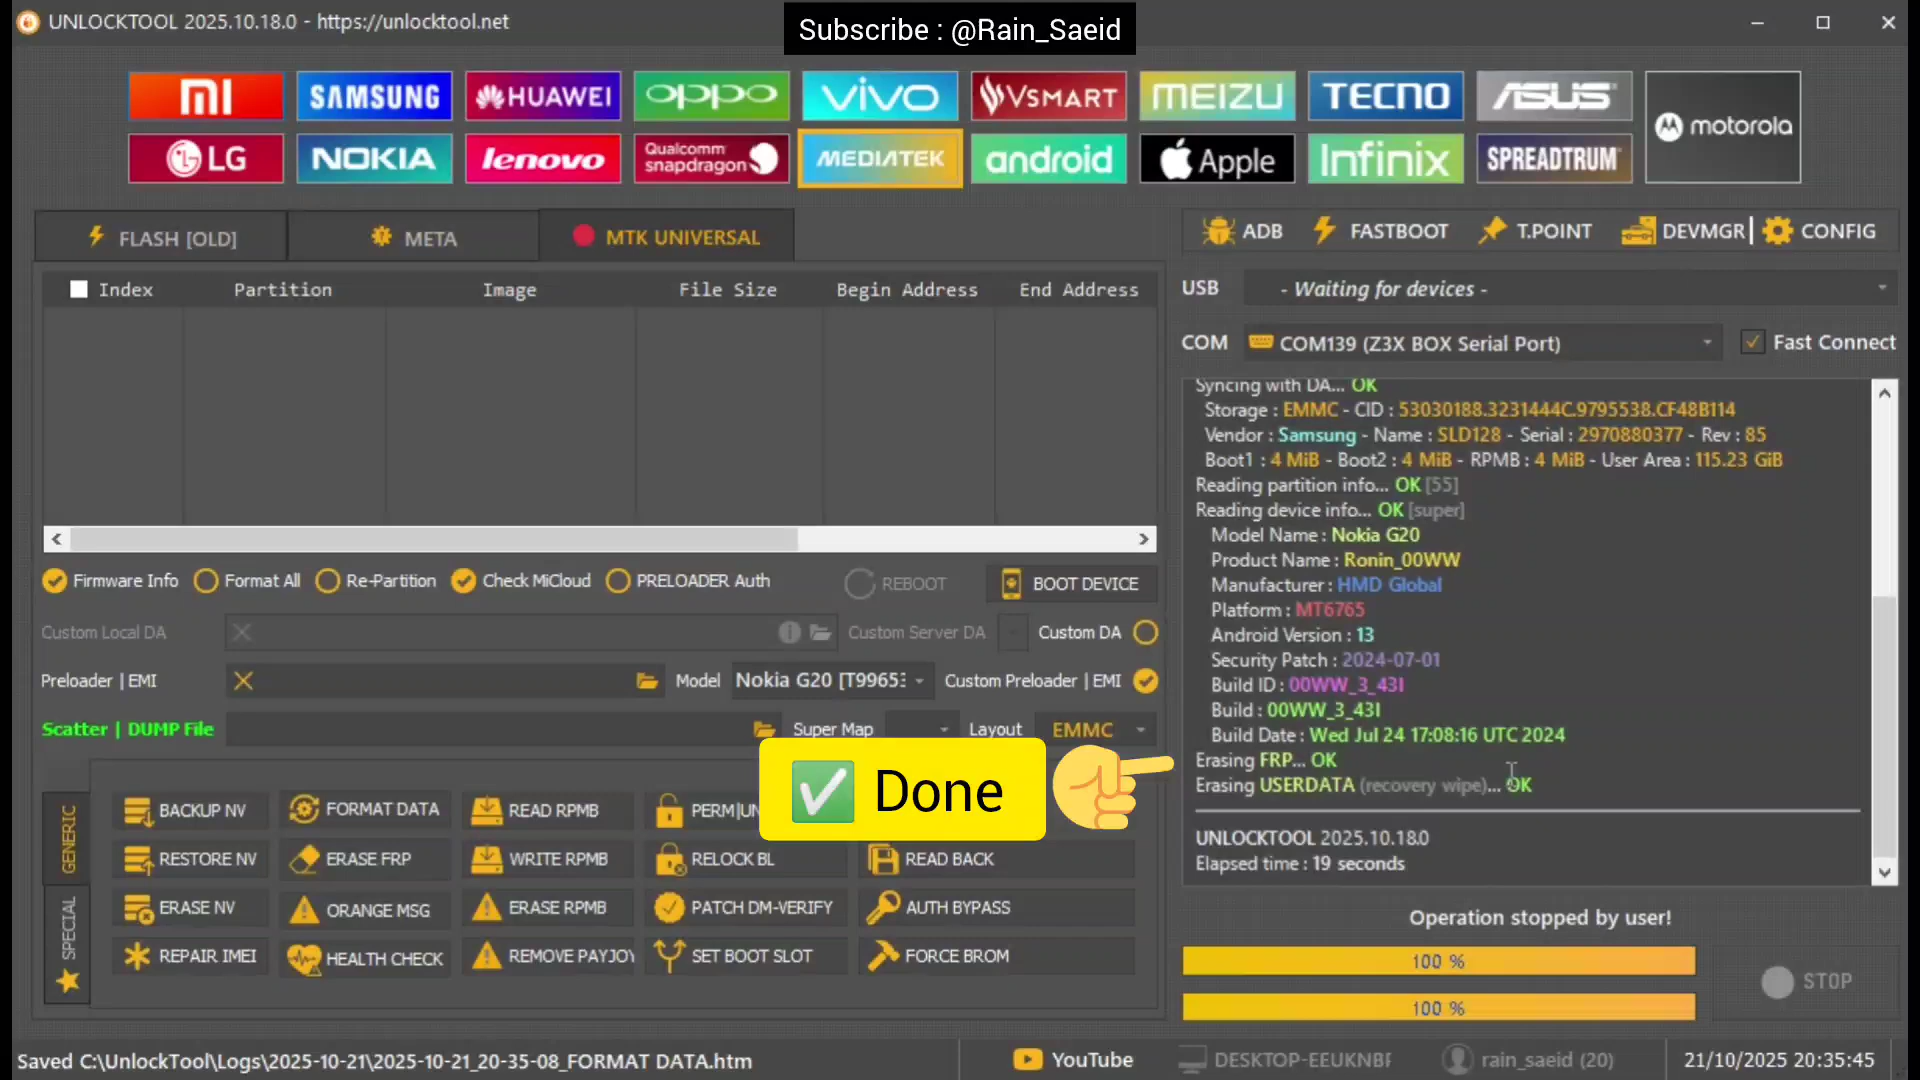 UNLOCKTOOL 2025.10.18.0 - https://unlocktool.net
Subscribe : @Rain_Saeid
MI SAMSUNG HUAWEI OPPO VIVO VSMART MEIZU TECNO ASUS motorola
LG NOKIA lenovo Qualcomm snapdragon MEDIATEK android Apple Infinix SPREADTRUM
FLASH [OLD] META MTK UNIVERSAL
ADB FASTBOOT T.POINT DEVMGR CONFIG
Index Partition Image File Size Begin Address End Address
USB - Waiting for devices -
COM COM139 (Z3X BOX Serial Port) Fast Connect
Syncing with DA... OK
Storage : EMMC - CID : 53030188.3231444C.9795538.CF48B114
Vendor : Samsung - Name : SLD128 - Serial : 2970880377 - Rev : 85
Boot1 : 4 MiB - Boot2 : 4 MiB - RPMB : 4 MiB - User Area : 115.23 GiB
Reading partition info... OK [55]
Reading device info... OK [super]
Model Name : Nokia G20
Product Name : Ronin_00WW
Manufacturer : HMD Global
Platform : MT6765
Android Version : 13
Security Patch : 2024-07-01
Build ID : 00WW_3_43I
Build : 00WW_3_43I
Build Date : Wed Jul 24 17:08:16 UTC 2024
Erasing FRP... OK
Erasing USERDATA (recovery wipe)... OK
UNLOCKTOOL 2025.10.18.0
Elapsed time : 19 seconds
Firmware Info Format All Re-Partition Check MiCloud PRELOADER Auth REBOOT BOOT DEVICE
Custom Local DA Custom Server DA Custom DA
Preloader | EMI Model Nokia G20 [T9965: Custom Preloader | EMI
Scatter | DUMP File Super Map Layout EMMC
Done
GENERIC
SPECIAL
BACKUP NV FORMAT DATA READ RPMB PERM|UN
RESTORE NV ERASE FRP WRITE RPMB RELOCK BL READ BACK
ERASE NV ORANGE MSG ERASE RPMB PATCH DM-VERIFY AUTH BYPASS
REPAIR IMEI HEALTH CHECK REMOVE PAYJOY SET BOOT SLOT FORCE BROM
Operation stopped by user!
100 %
100 %
STOP
Saved C:\UnlockTool\Logs\2025-10-21\2025-10-21_20-35-08_FORMAT DATA.htm
YouTube
rain_saeid (20)
21/10/2025 20:35:45